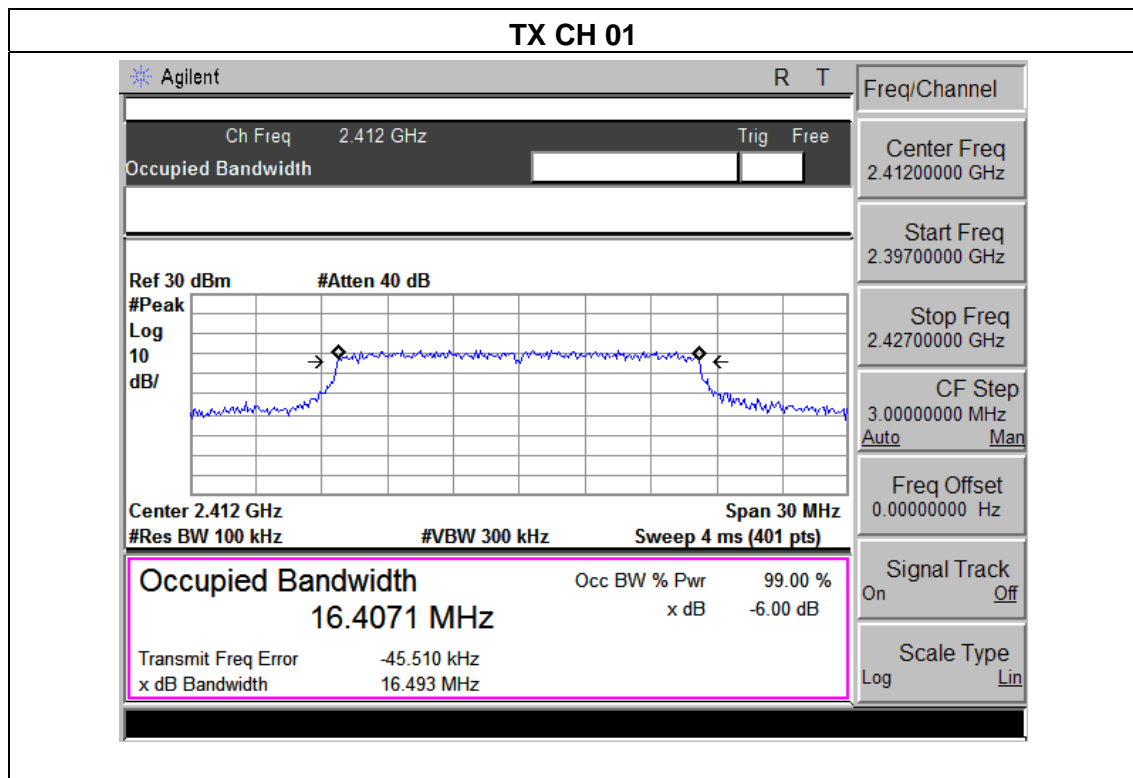 TX CH 01
Agilent R T
Ch Freq 2.412 GHz Trig Free
Occupied Bandwidth
Ref 30 dBm #Atten 40 dB
#Peak
Log
10
dB/
Center 2.412 GHz Span 30 MHz
#Res BW 100 kHz #VBW 300 kHz Sweep 4 ms (401 pts)
Occupied Bandwidth Occ BW % Pwr 99.00 %
16.4071 MHz x dB -6.00 dB
Transmit Freq Error -45.510 kHz
x dB Bandwidth 16.493 MHz
Freq/Channel
Center Freq
2.41200000 GHz
Start Freq
2.39700000 GHz
Stop Freq
2.42700000 GHz
CF Step
3.00000000 MHz
Auto Man
Freq Offset
0.00000000 Hz
Signal Track
On Off
Scale Type
Log Lin